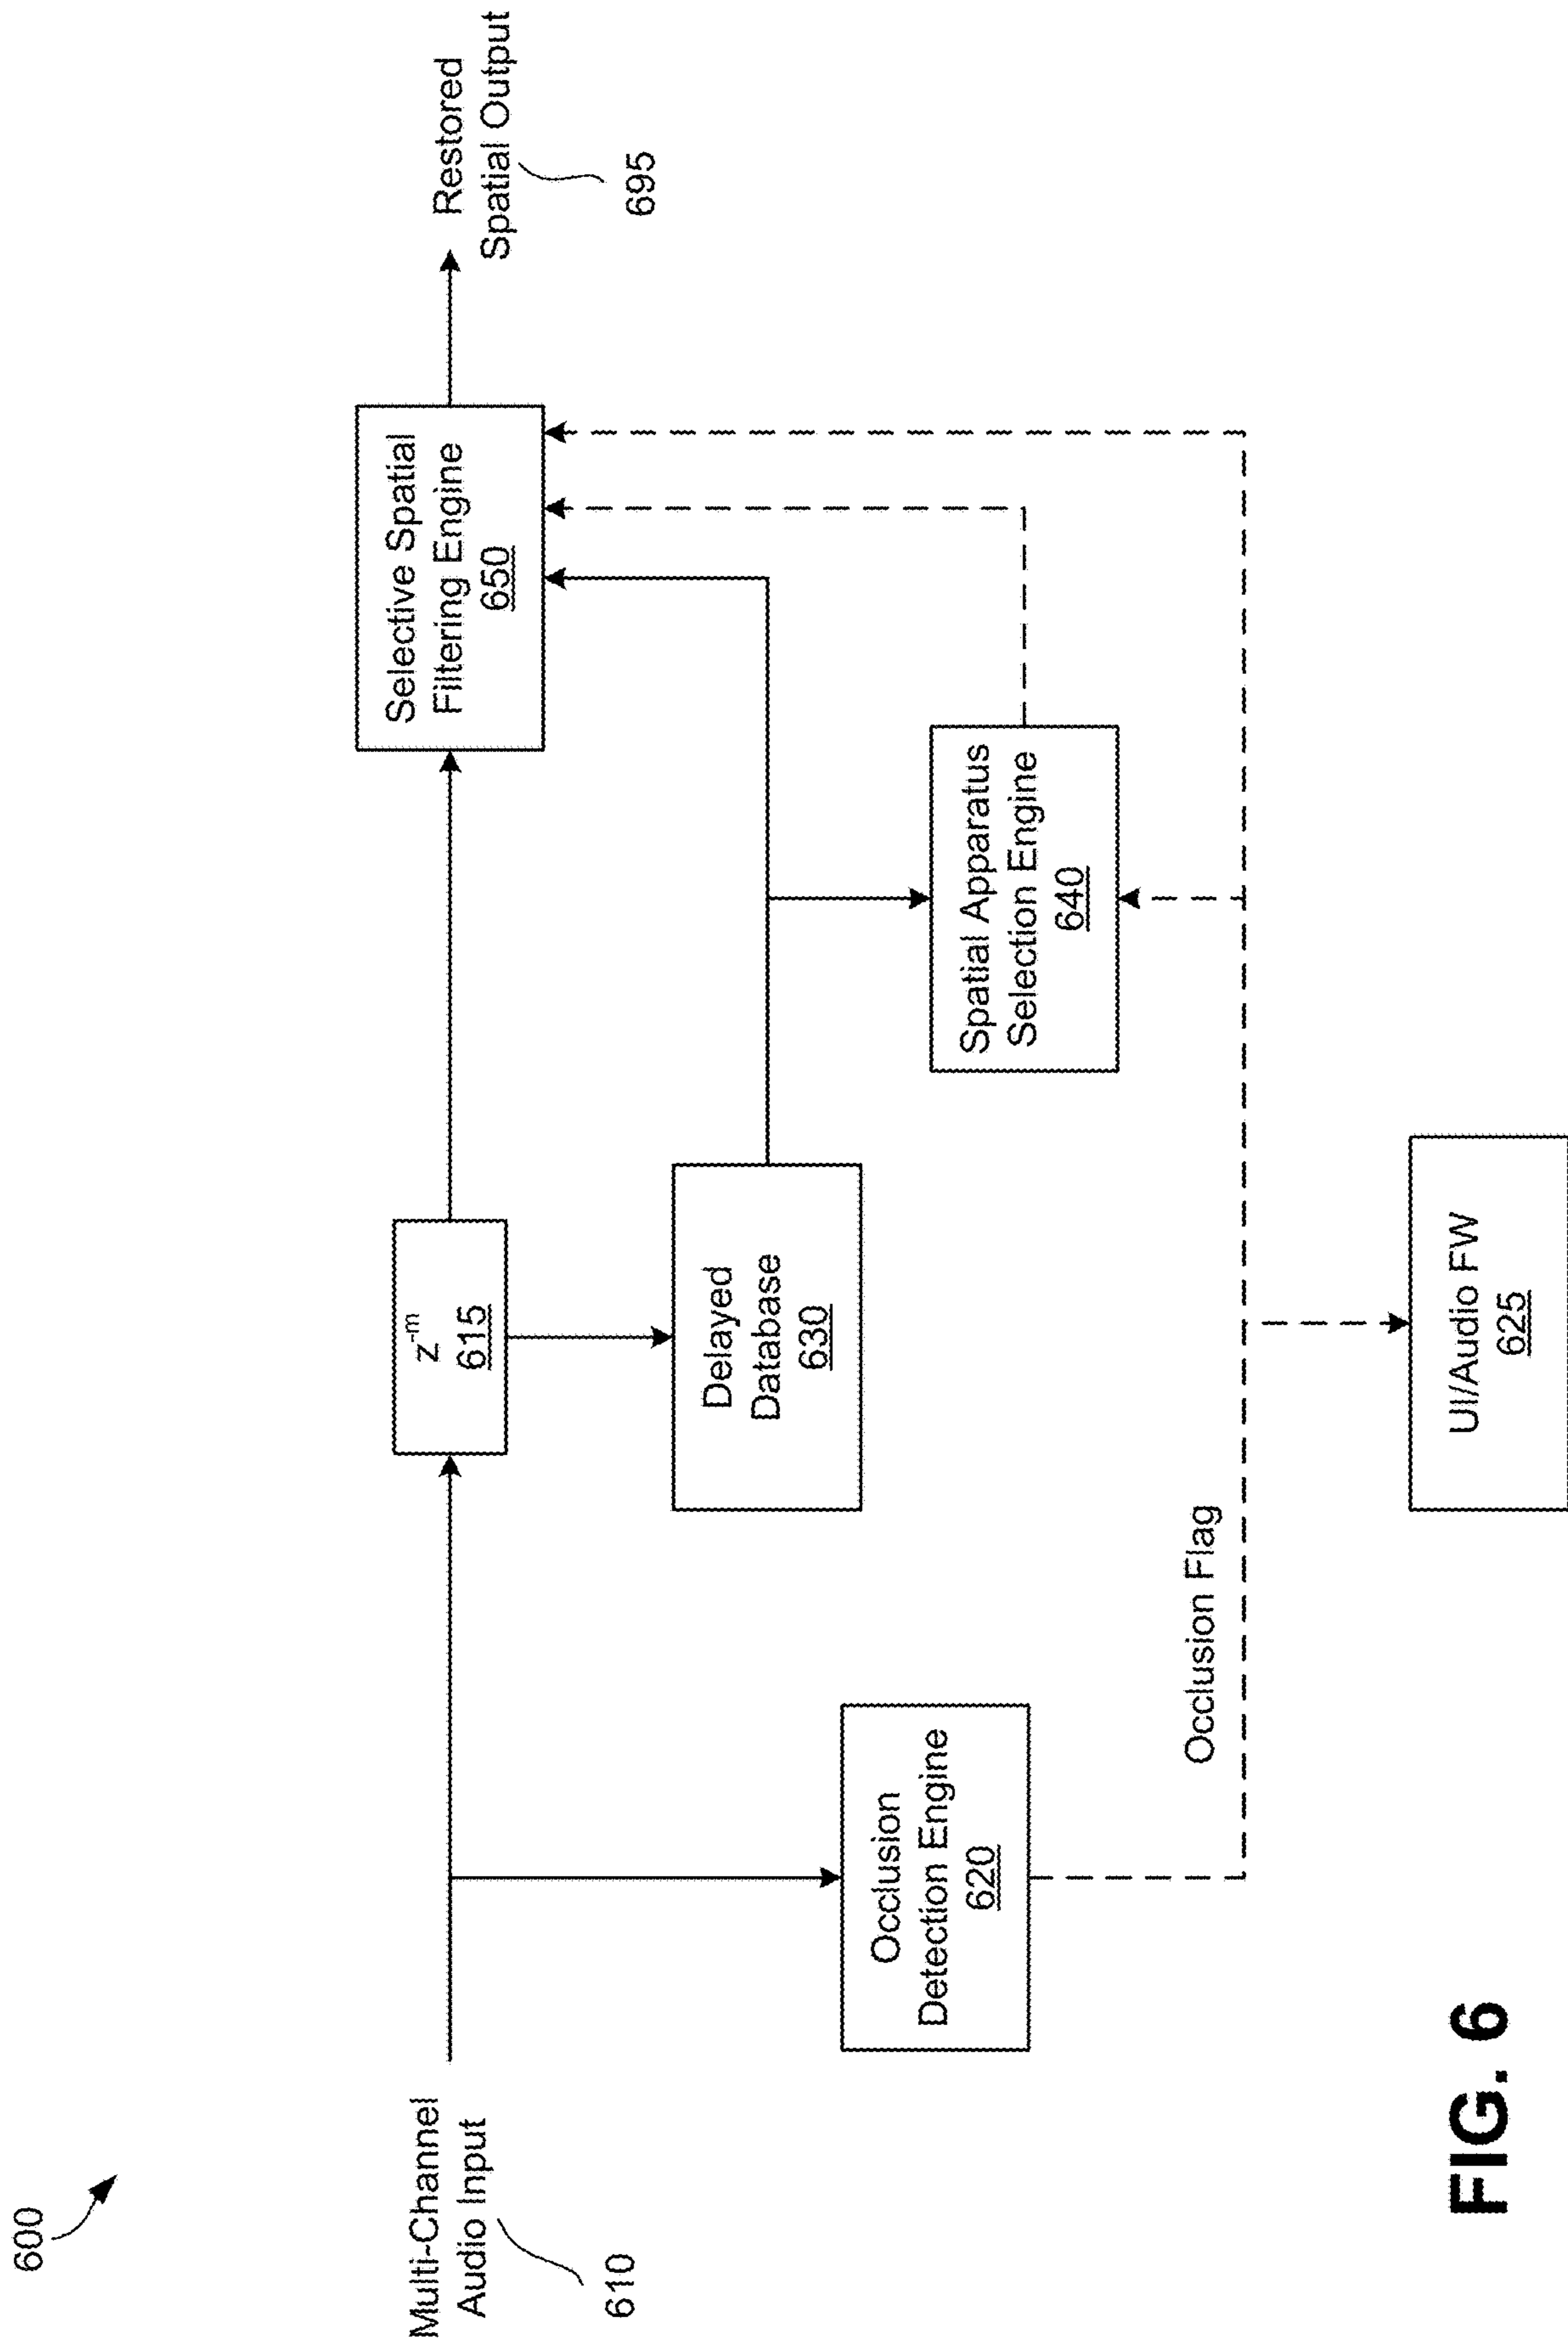 600
Multi-Channel
Audio Input
610
z-m
615
Selective Spatial
Filtering Engine
650
Restored
Spatial Output
695
Delayed
Database
630
Occlusion
Detection Engine
620
Spatial Apparatus
Selection Engine
640
Occlusion Flag
UI/Audio FW
625
FIG. 6